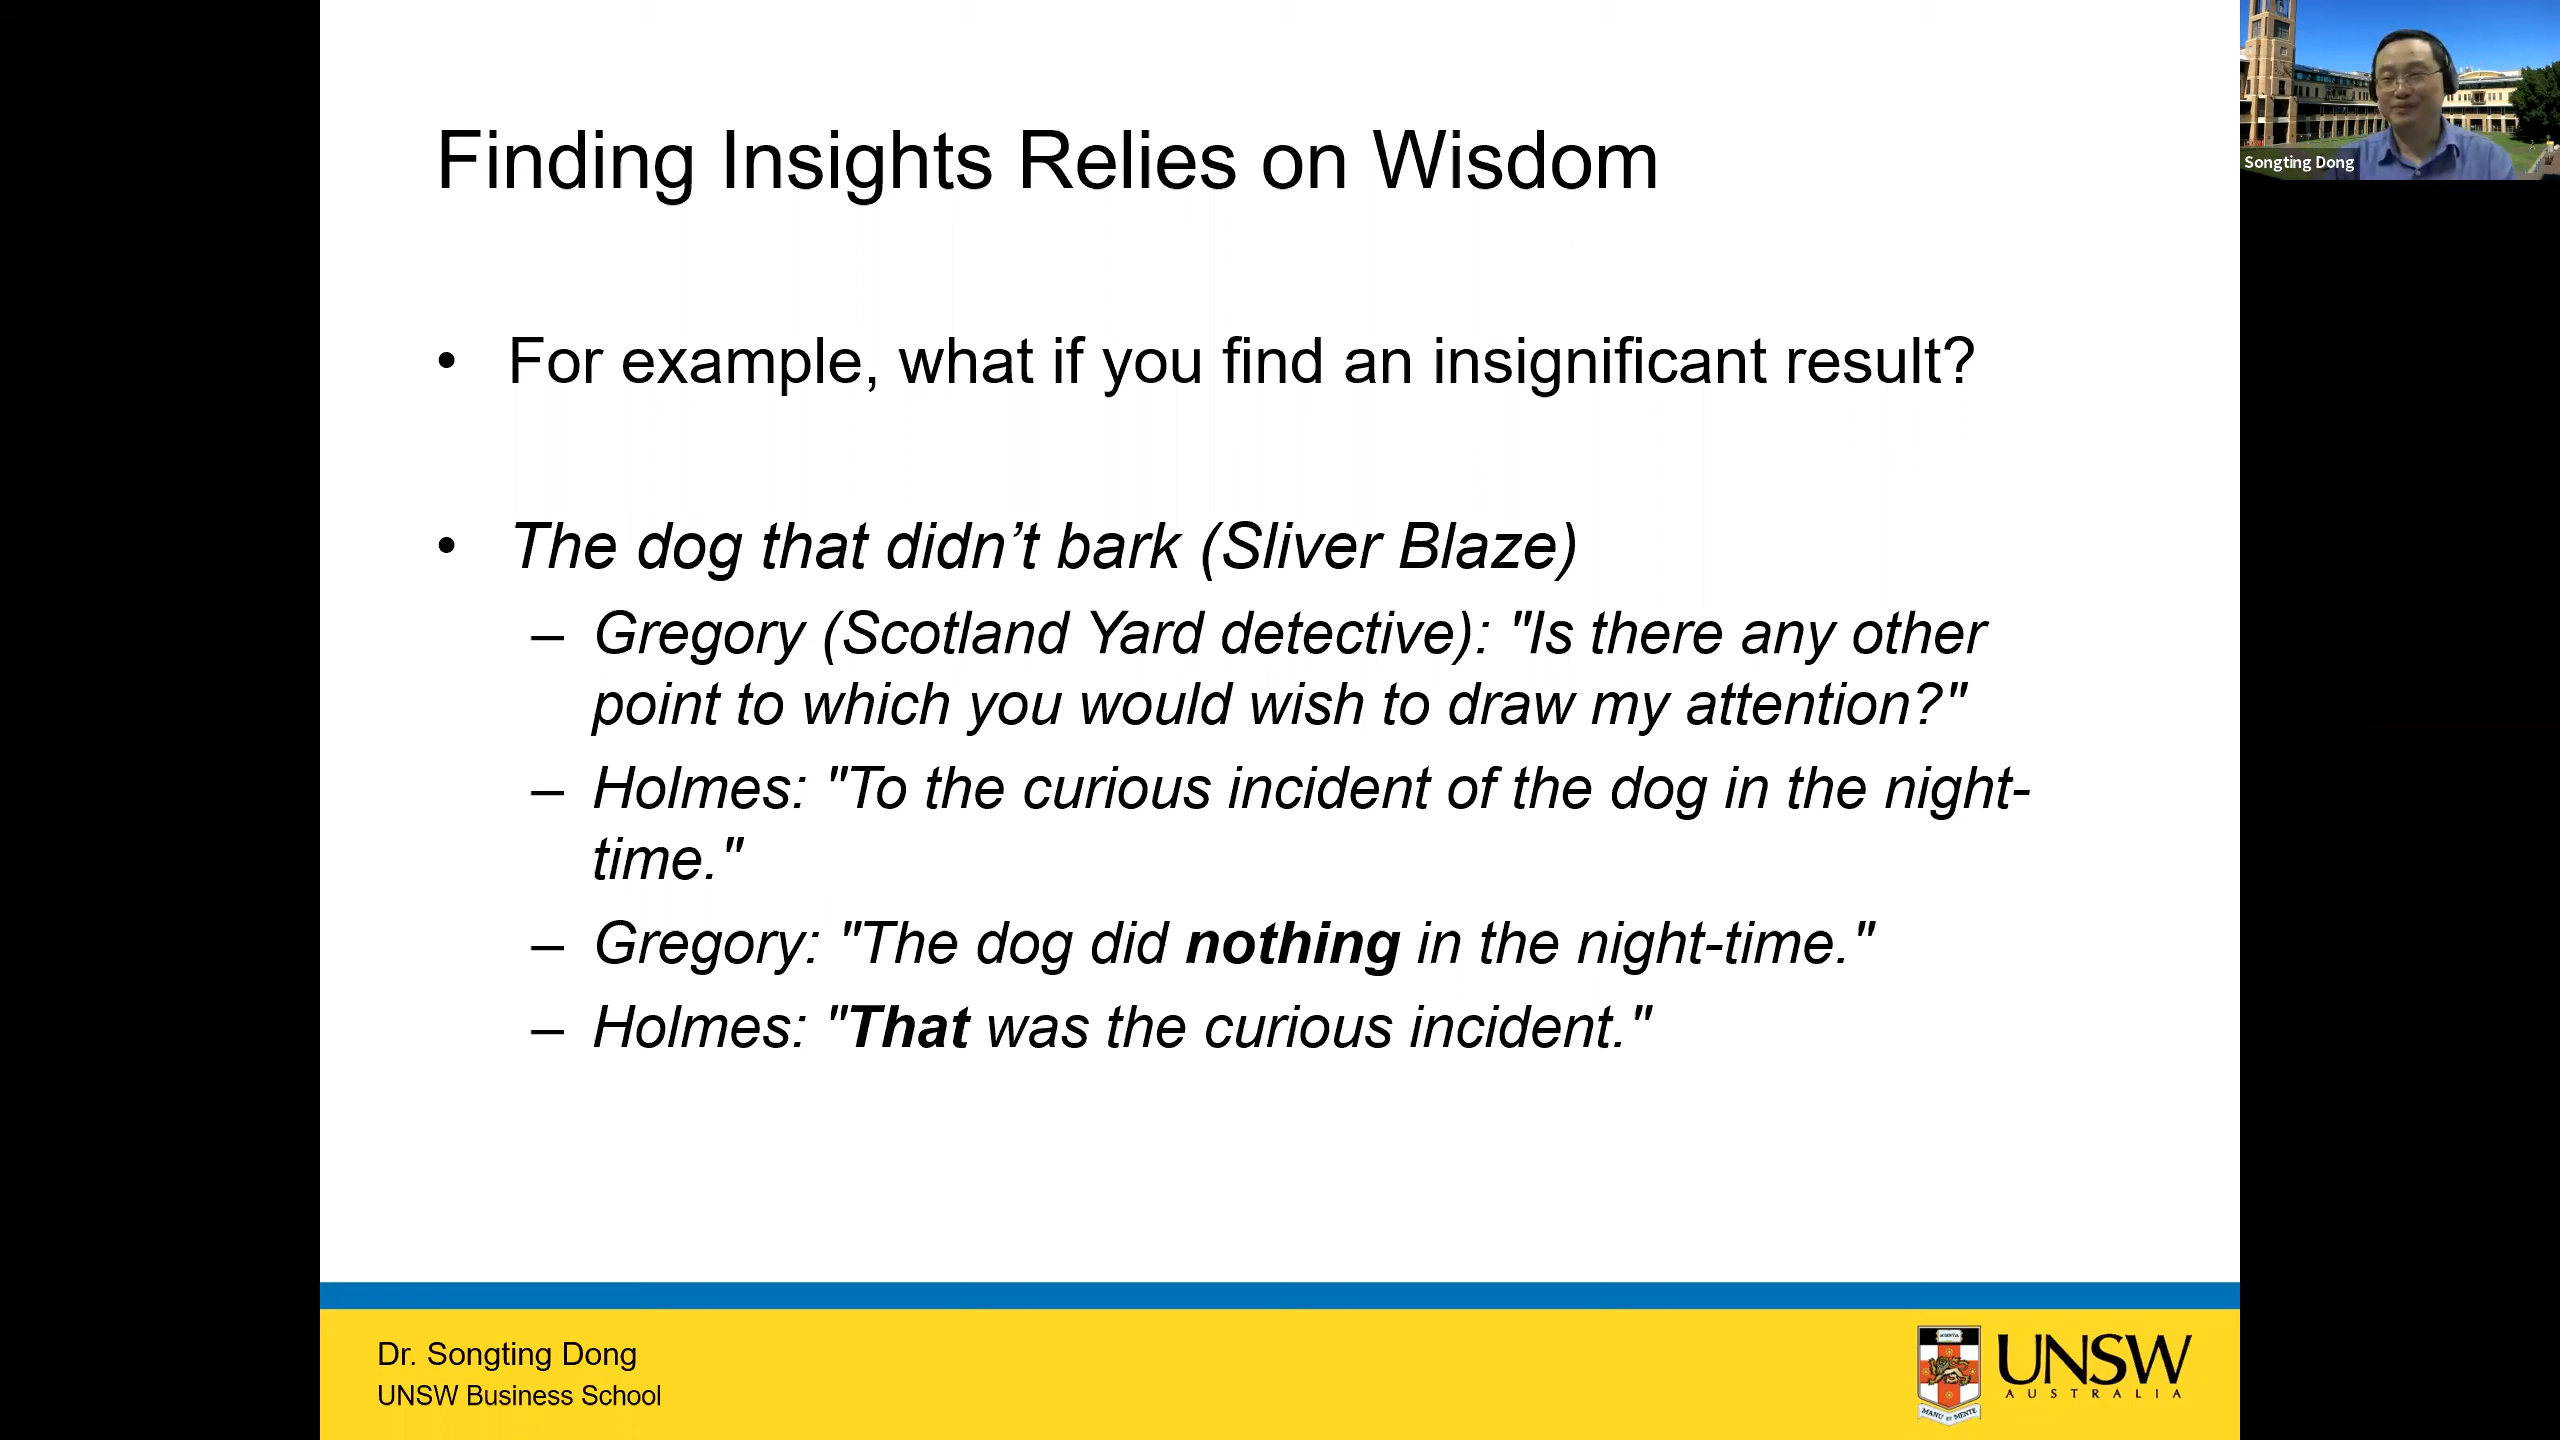 Songting Dong
Finding Insights Relies on Wisdom
• For example, what if you find an insignificant result?
• The dog that didn’t bark (Sliver Blaze)
– Gregory (Scotland Yard detective): "Is there any other
point to which you would wish to draw my attention?"
– Holmes: "To the curious incident of the dog in the night-
time."
– Gregory: "The dog did nothing in the night-time."
– Holmes: "That was the curious incident."
Dr. Songting Dong
UNSW Business School
UNSW
AUSTRALIA
MANU ET MENTE